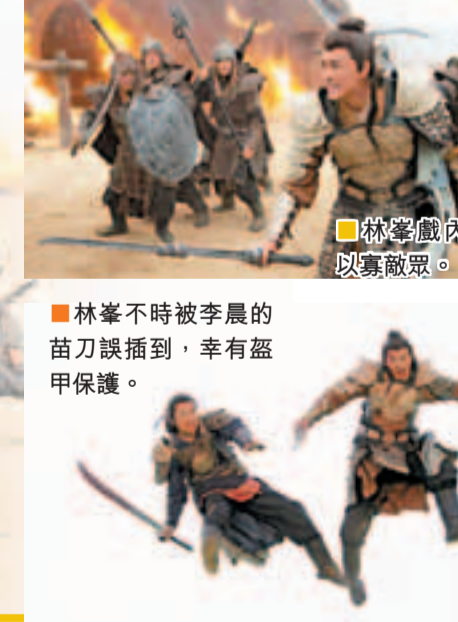 ■林峯戲內
以寡敵眾。
■林峯不時被李晨的
苗刀誤插到，幸有盔
甲保護。